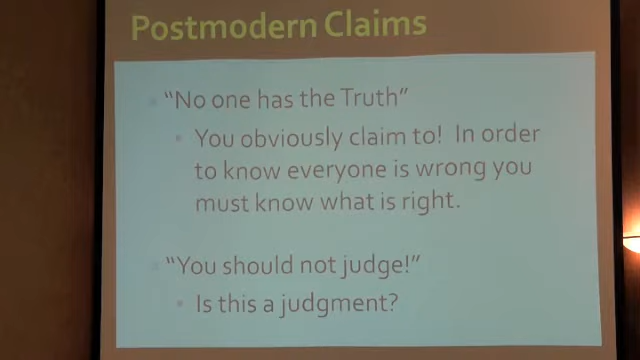 Postmodern Claims
"No one has the Truth"
You obviously claim to! In order
to know everyone is wrong you
must know what is right.
"You should not judge!"
Is this a judgment?